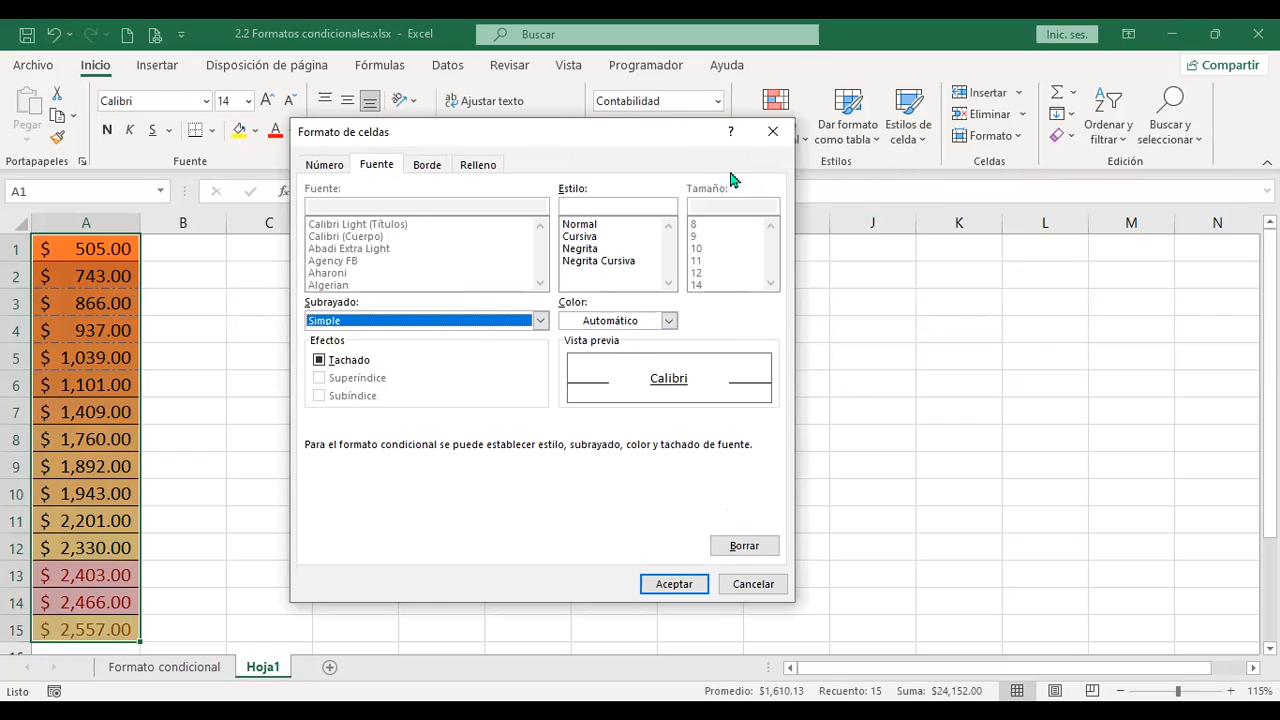 2.2 Formatos condicionales.xlsx - Excel
Buscar
Inic. ses.
Archivo Inicio Insertar Disposición de página Fórmulas Datos Revisar Vista Programador Ayuda Compartir
Pegar
Calibri 14
Ajustar texto
Contabilidad
N K S
A
Dar formato como tabla
Estilos de celda
Insertar
Eliminar
Formato
Ordenar y filtrar
Buscar y seleccionar
Portapapeles Fuente Estilos Celdas Edición
A1
A B C J K L M N
1 $ 505.00
2 $ 743.00
3 $ 866.00
4 $ 937.00
5 $ 1,039.00
6 $ 1,101.00
7 $ 1,409.00
8 $ 1,760.00
9 $ 1,892.00
10 $ 1,943.00
11 $ 2,201.00
12 $ 2,330.00
13 $ 2,403.00
14 $ 2,466.00
15 $ 2,557.00
Formato de celdas
?
Número Fuente Borde Relleno
Fuente: Estilo: Tamaño:
Calibri Light (Títulos) Normal 8
Calibri (Cuerpo) Cursiva 9
Abadi Extra Light Negrita 10
Agency FB Negrita Cursiva 11
Aharoni 12
Algerian 14
Subrayado: Color:
Simple Automático
Efectos Vista previa
Tachado
Superíndice
Subíndice
Calibri
Para el formato condicional se puede establecer estilo, subrayado, color y tachado de fuente.
Borrar
Aceptar Cancelar
Formato condicional Hoja1
Listo Promedio: $1,610.13 Recuento: 15 Suma: $24,152.00 115%